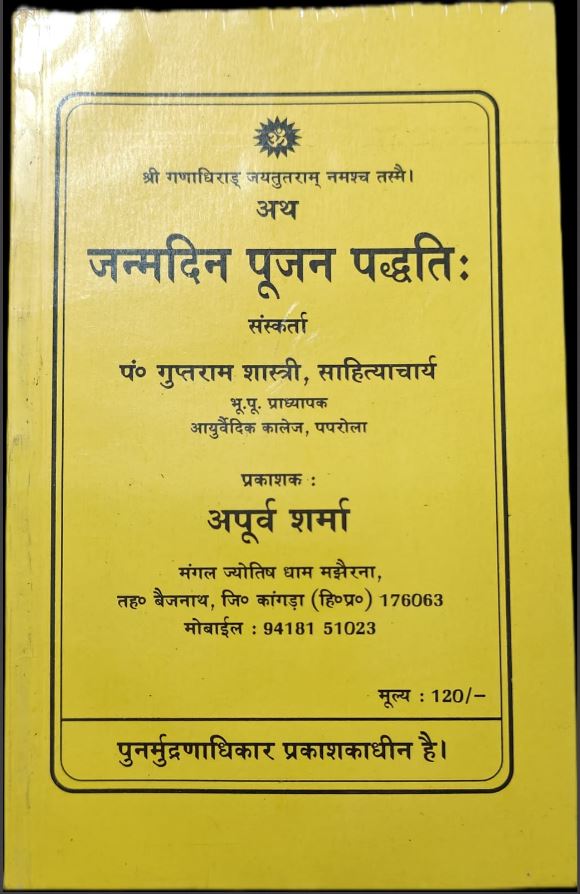 ॐ
श्री गणाधिराड् जयतुतराम् नमश्च तस्मै।
अथ
जन्मदिन पूजन पद्धतिः
संस्कर्ता
पं० गुप्तराम शास्त्री, साहित्याचार्य
भू.पू. प्राध्यापक
आयुर्वैदिक कालेज, पपरोला
प्रकाशक :
अपूर्व शर्मा
मंगल ज्योतिष धाम मझैरना,
तह० बैजनाथ, जि० कांगड़ा (हि०प्र०) 176063
मोबाईल : 94181 51023
मूल्य : 120/–
पुनर्मुद्रणाधिकार प्रकाशकाधीन है।